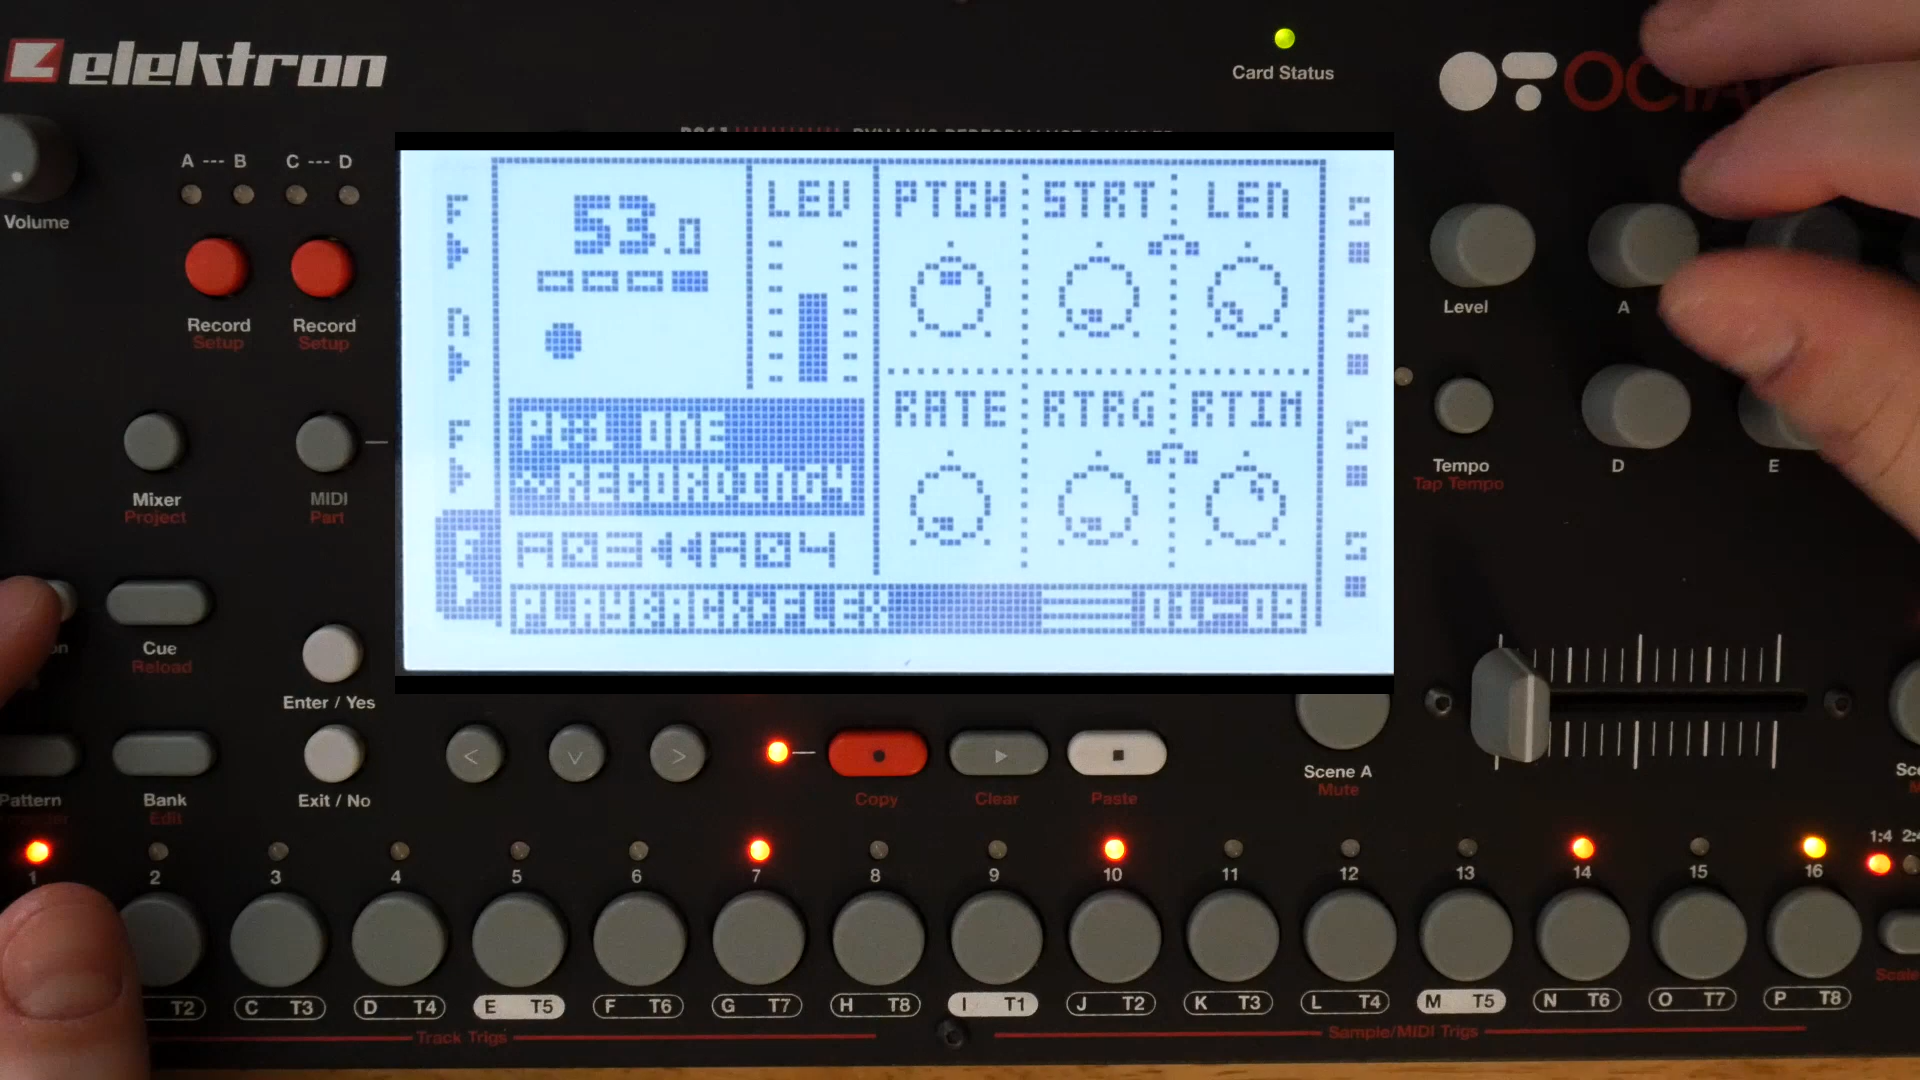 elektron
Card Status
A --- B
C --- D
Volume
Record
Setup
Record
Setup
Mixer
Project
MIDI
Part
Cue
Reload
Enter / Yes
Bank
Edit
Exit / No
Pattern
53.0
LEV
PTCH
STRT
LEN
RATE
RTRG
RTIM
PT:1 ONE
RECORDING4
A03
A04
PLAYBACK:FLEX
Level
A
Tempo
Tap Tempo
D
E
Copy
Clear
Paste
Scene A
Mute
1:4
1 2 3 4 5 6 7 8 9 10 11 12 13 14 15 16
T2
C T3
D T4
E T5
F T6
G T7
H T8
I T1
J T2
K T3
L T4
M T5
N T6
O T7
P T8
Track Trigs
Sample/MIDI Trigs